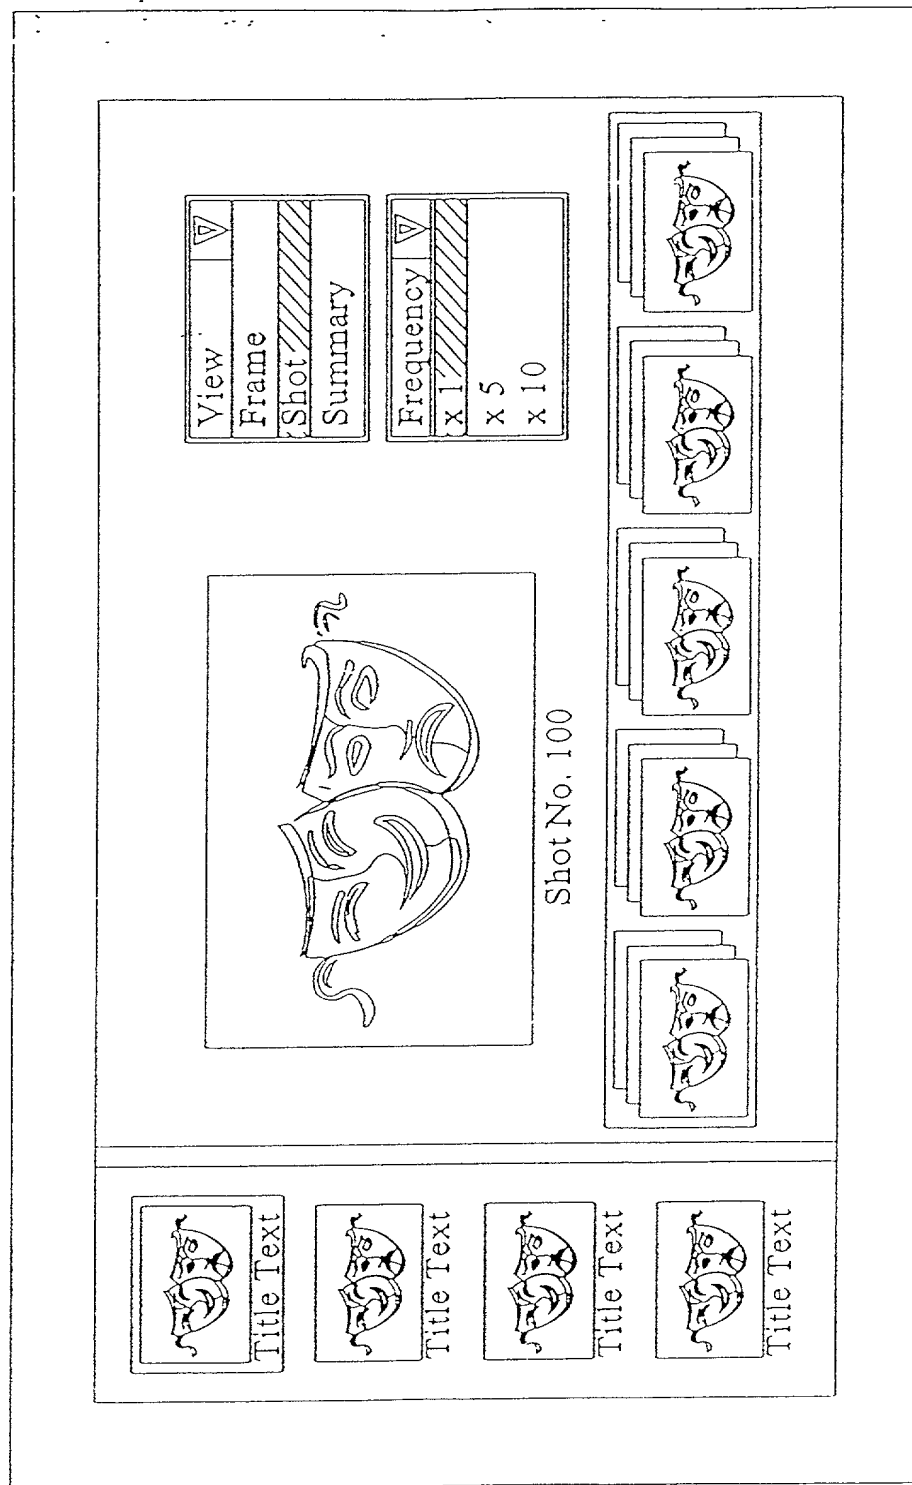 Title Text
Title Text
Title Text
Title Text
Shot No. 100
View
Frame
Shot
Summary
Frequency
x 1
x 5
x 10